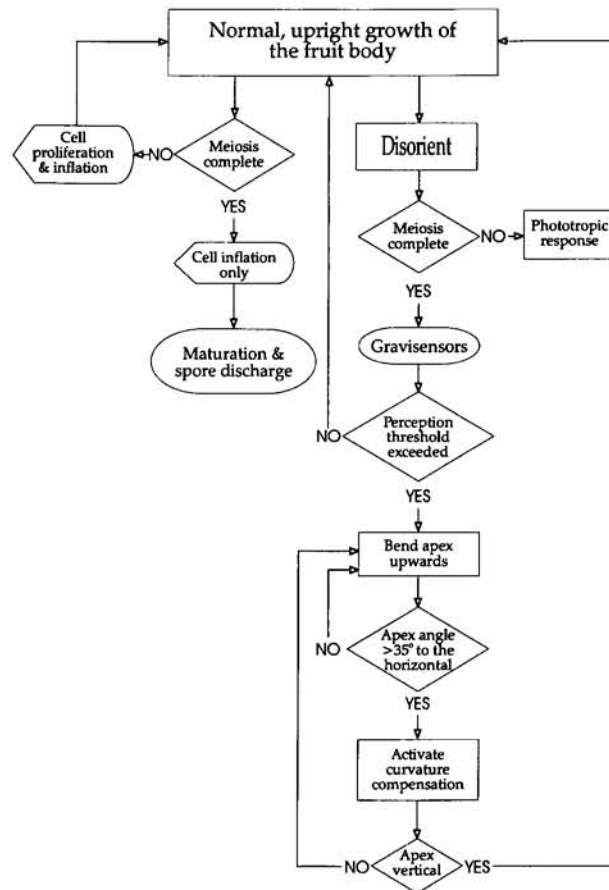 Normal, upright growth of
the fruit body
Cell
proliferation
& inflation
NO
Meiosis
complete
YES
Cell inflation
only
Maturation &
spore discharge
Disorient
Meiosis
complete
NO
Phototropic
response
YES
Gravisensors
Perception
threshold
exceeded
NO
YES
Bend apex
upwards
Apex angle
>35° to the
horizontal
NO
YES
Activate
curvature
compensation
Apex
vertical
NO
YES